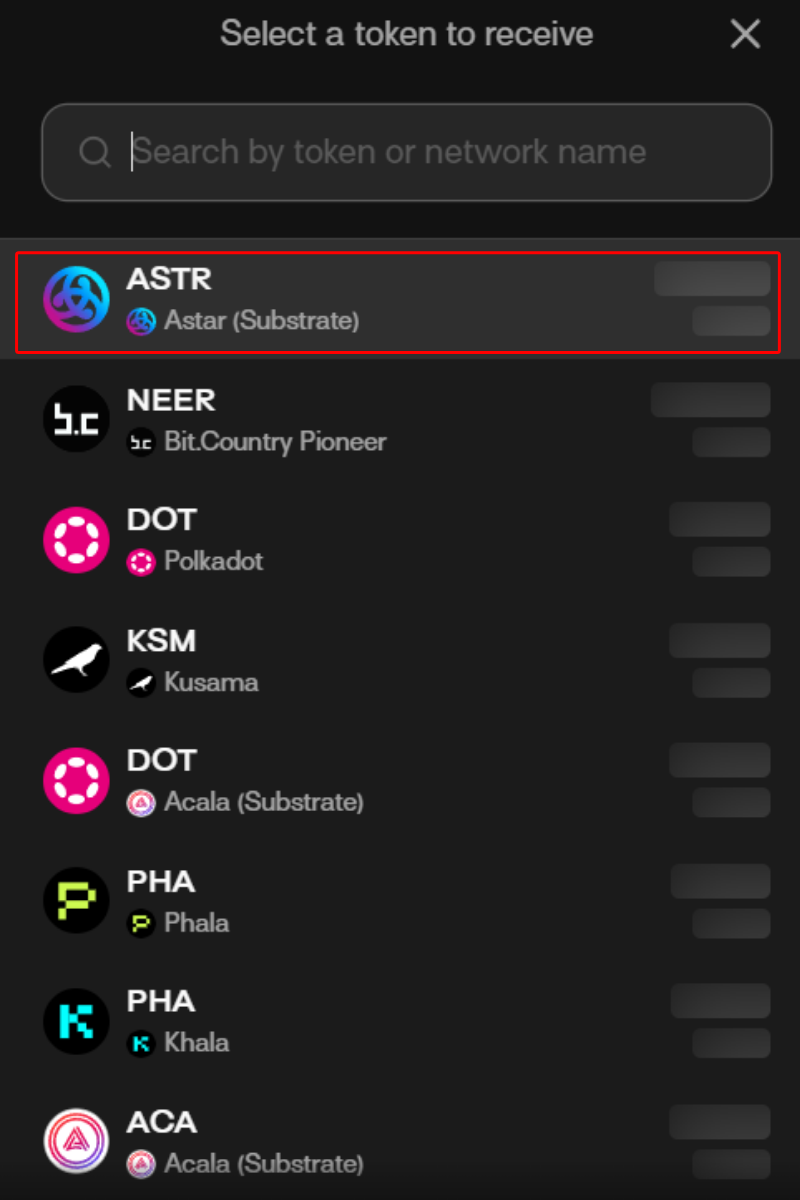 Select a token to receive
Search by token or network name
ASTR
Astar (Substrate)
NEER
Bit.Country Pioneer
DOT
Polkadot
KSM
Kusama
DOT
Acala (Substrate)
PHA
Phala
PHA
Khala
ACA
Acala (Substrate)